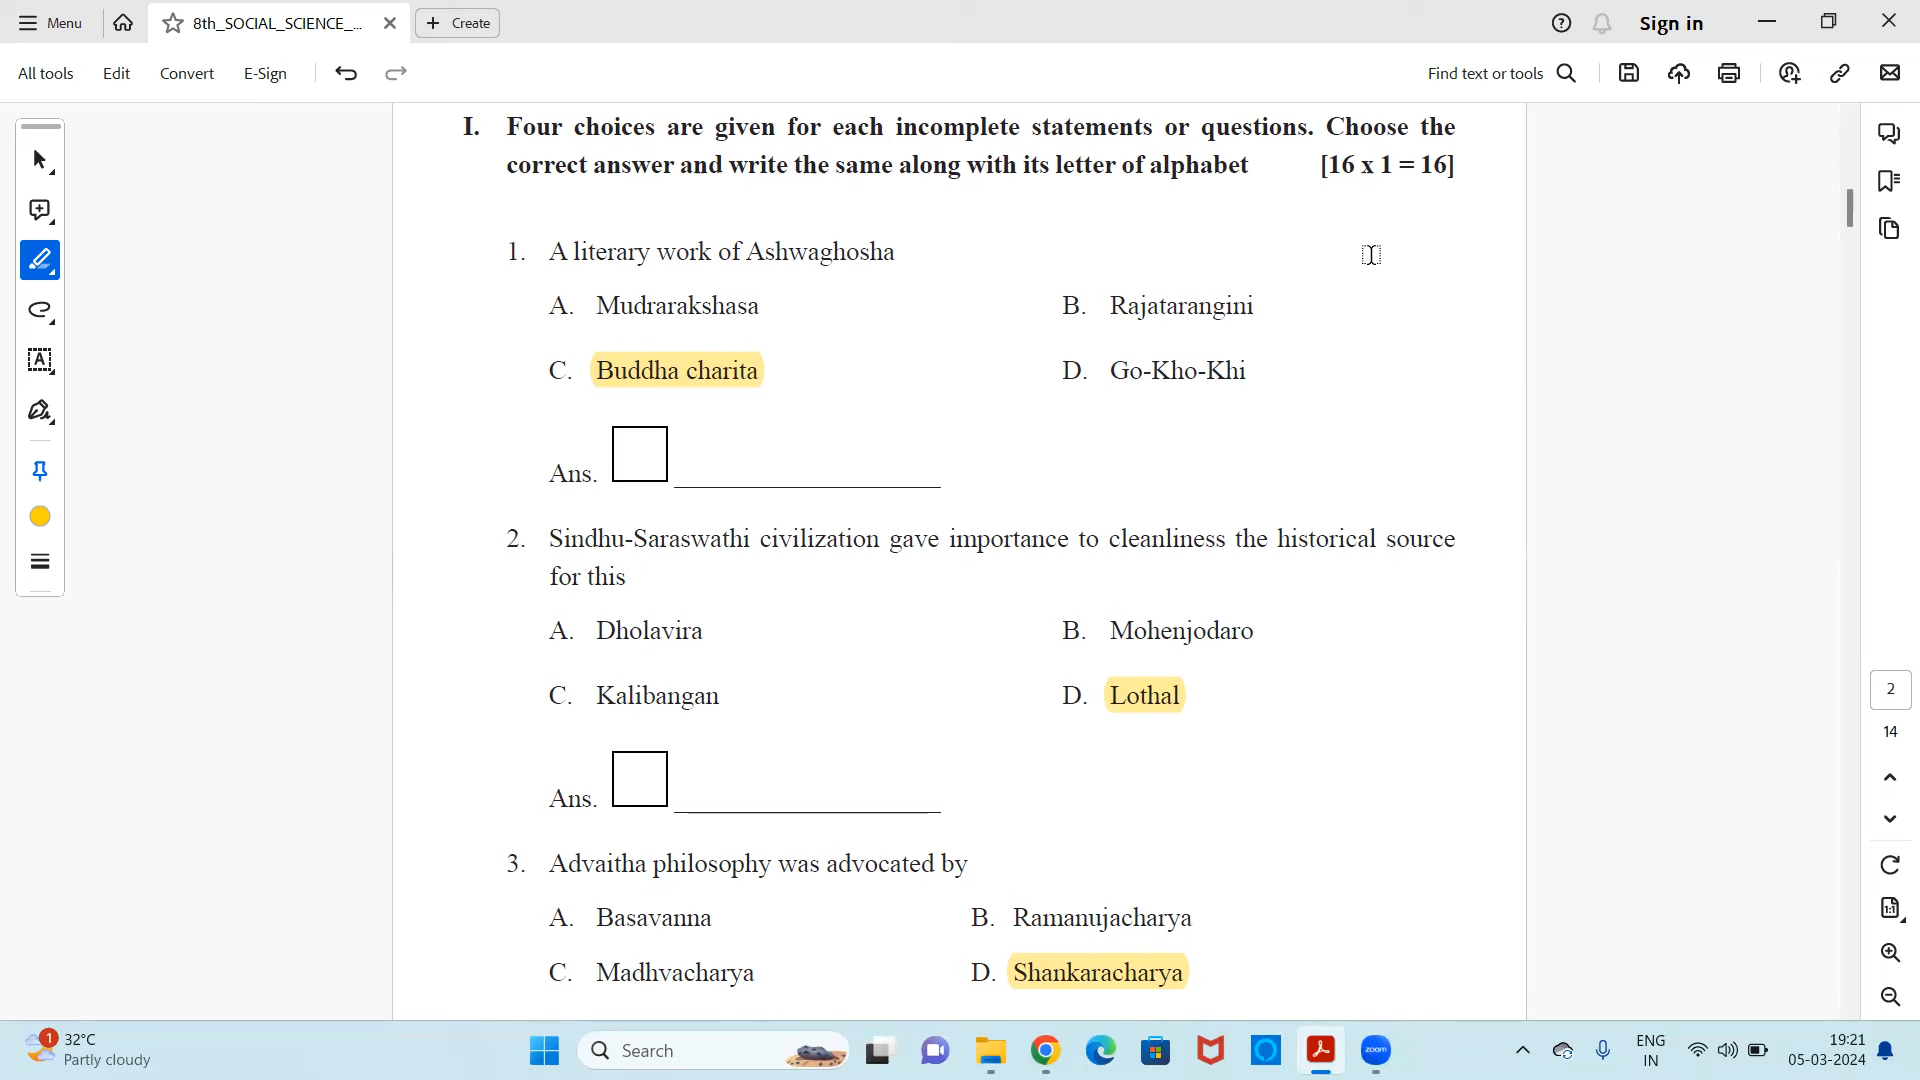 Menu
8th_SOCIAL_SCIENCE_...
Create
Sign in
All tools
Edit
Convert
E-Sign
Find text or tools
I. Four choices are given for each incomplete statements or questions. Choose the
correct answer and write the same along with its letter of alphabet [16 x 1 = 16]
1. A literary work of Ashwaghosha
A. Mudrarakshasa B. Rajatarangini
C. Buddha charita D. Go-Kho-Khi
Ans.
2. Sindhu-Saraswathi civilization gave importance to cleanliness the historical source
for this
A. Dholavira B. Mohenjodaro
C. Kalibangan D. Lothal
Ans.
3. Advaitha philosophy was advocated by
A. Basavanna B. Ramanujacharya
C. Madhvacharya D. Shankaracharya
2
14
1:1
1
32°C
Partly cloudy
Search
zoom
ENG
IN
19:21
05-03-2024